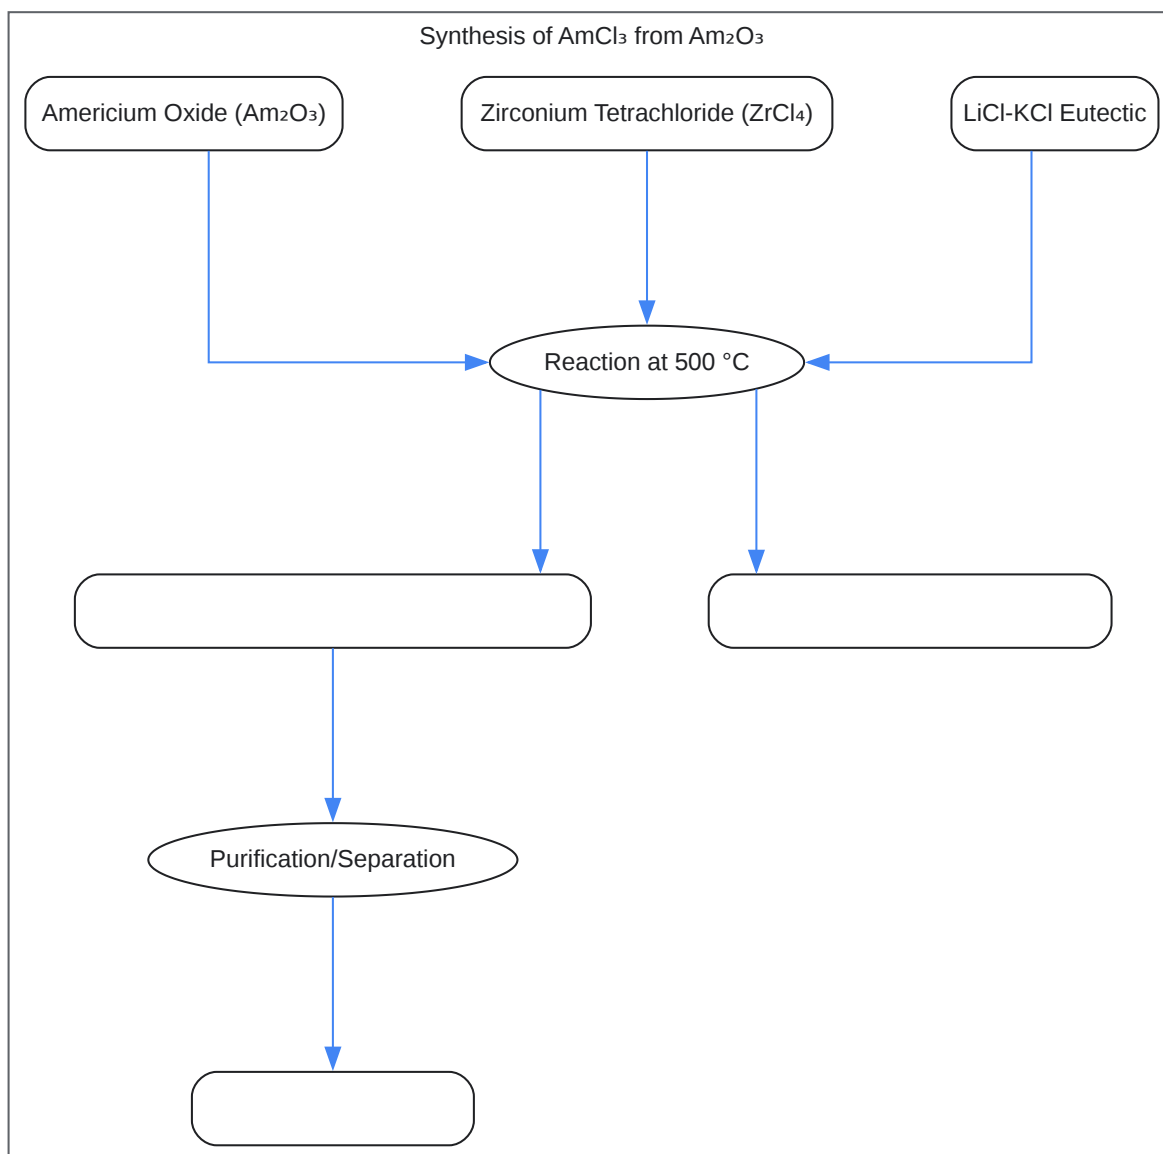 Synthesis of AmCl₃ from Am₂O₃
Americium Oxide (Am₂O₃)
Zirconium Tetrachloride (ZrCl₄)
LiCl-KCl Eutectic
Reaction at 500 °C
Purification/Separation